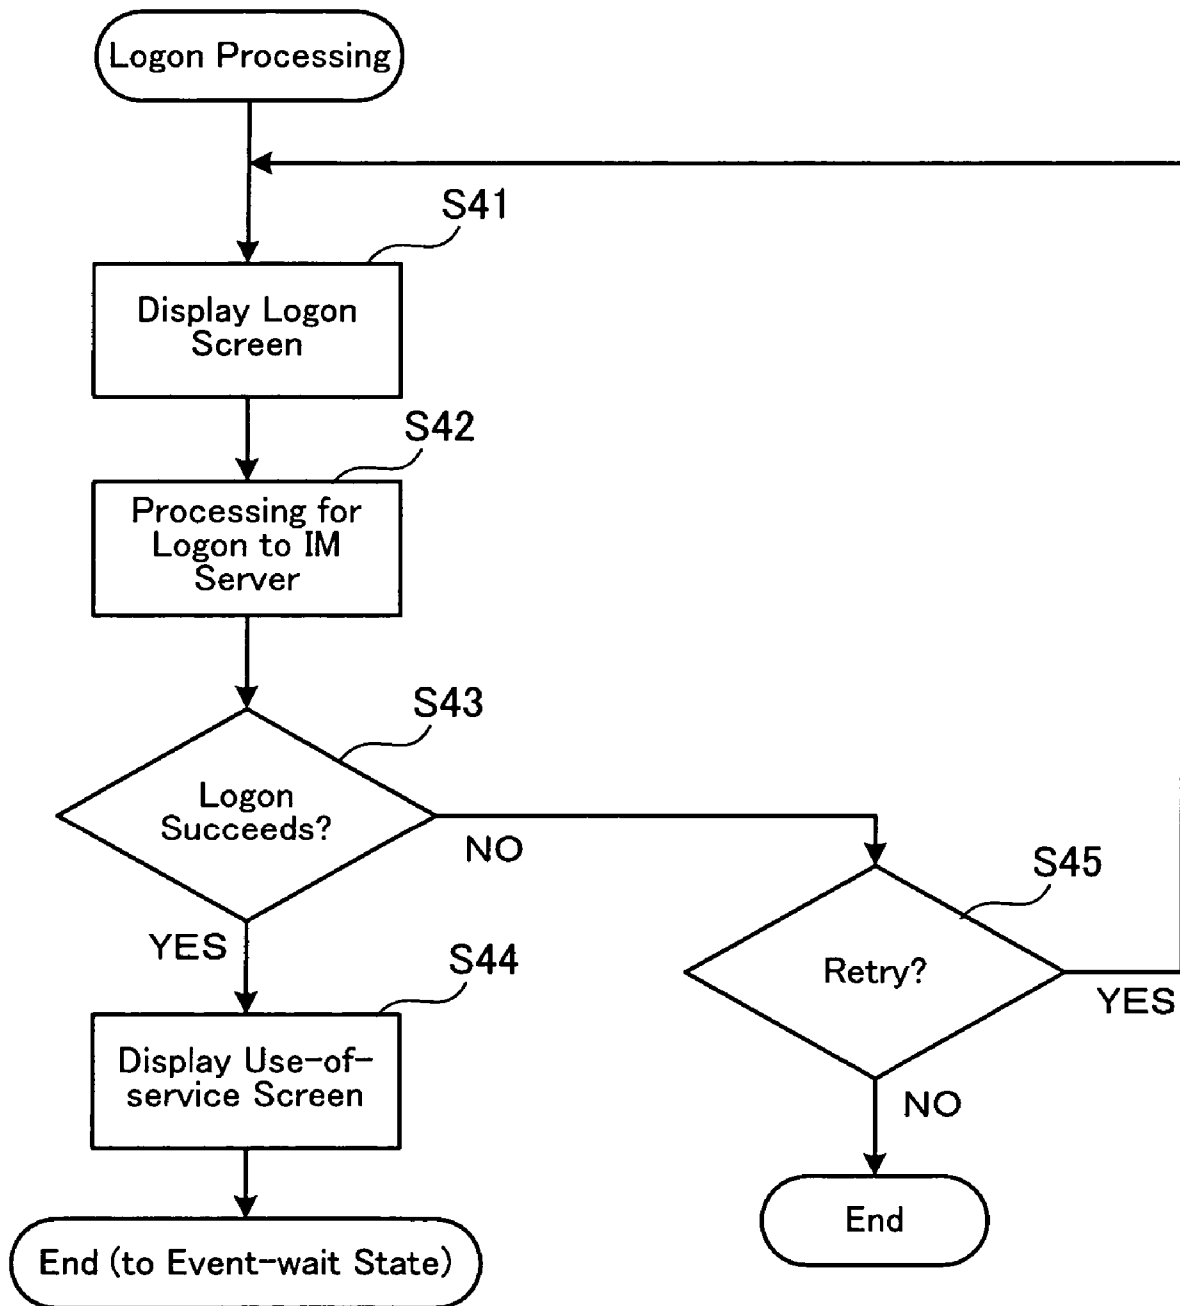 Logon Processing
S41
Display Logon
Screen
S42
Processing for
Logon to IM
Server
S43
Logon
Succeeds?
NO
YES
S45
Retry?
YES
NO
End
S44
Display Use-of-
service Screen
End (to Event-wait State)